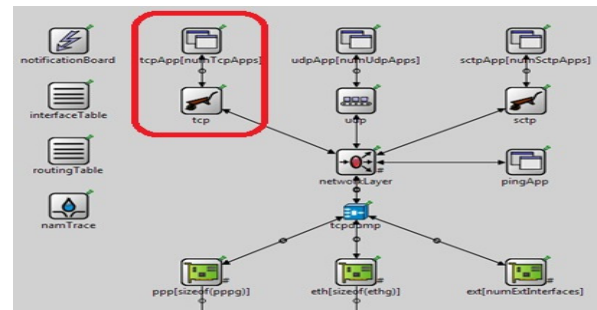 notificationBoard
tcpApp[numTcpApps]
udpApp[numUdpApps]
sctpApp[numSctpApps]
interfaceTable
tcp
udp
sctp
routingTable
networkLayer
pingApp
namTrace
tcpdump
ppp[sizeof(pppg)]
eth[sizeof(ethg)]
ext[numExtInterfaces]